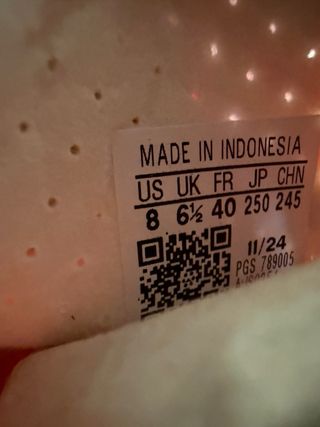 MADE IN INDONESIA
US UK FR JP CHN
8 6½ 40 250 245
11/24
PGS 789005